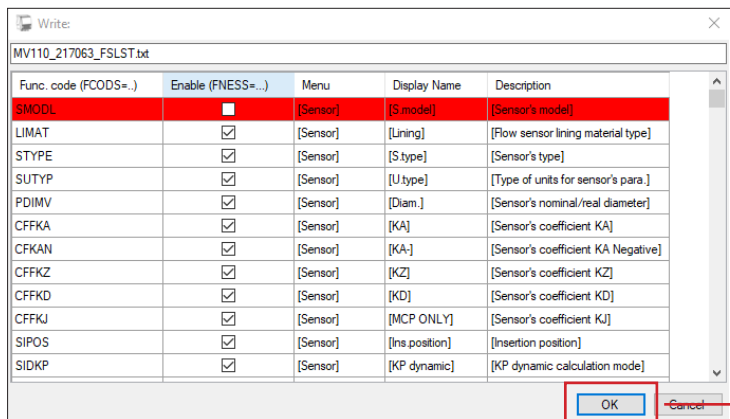 Write:
MV110_217063_FSLST.txt
Func. code (FCODS=..) Enable (FNESS=...) Menu Display Name Description
SMODL [Sensor] [S.model] [Sensor's model]
LIMAT [Sensor] [Lining] [Flow sensor lining material type]
STYPE [Sensor] [S.type] [Sensor's type]
SUTYP [Sensor] [U.type] [Type of units for sensor's para.]
PDIMV [Sensor] [Diam.] [Sensor's nominal/real diameter]
CFFKA [Sensor] [KA] [Sensor's coefficient KA]
CFKAN [Sensor] [KA-] [Sensor's coefficient KA Negative]
CFFKZ [Sensor] [KZ] [Sensor's coefficient KZ]
CFFKD [Sensor] [KD] [Sensor's coefficient KD]
CFFKJ [Sensor] [MCP ONLY] [Sensor's coefficient KJ]
SIPOS [Sensor] [Ins.position] [Insertion position]
SIDKP [Sensor] [KP dynamic] [KP dynamic calculation mode]
OK Cancel